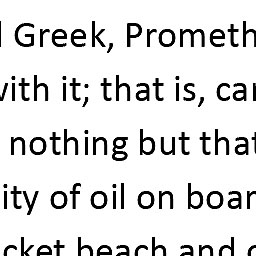 Greek, Prometh
with it; that is, car
nothing but that
ity of oil on boar
cket beach and